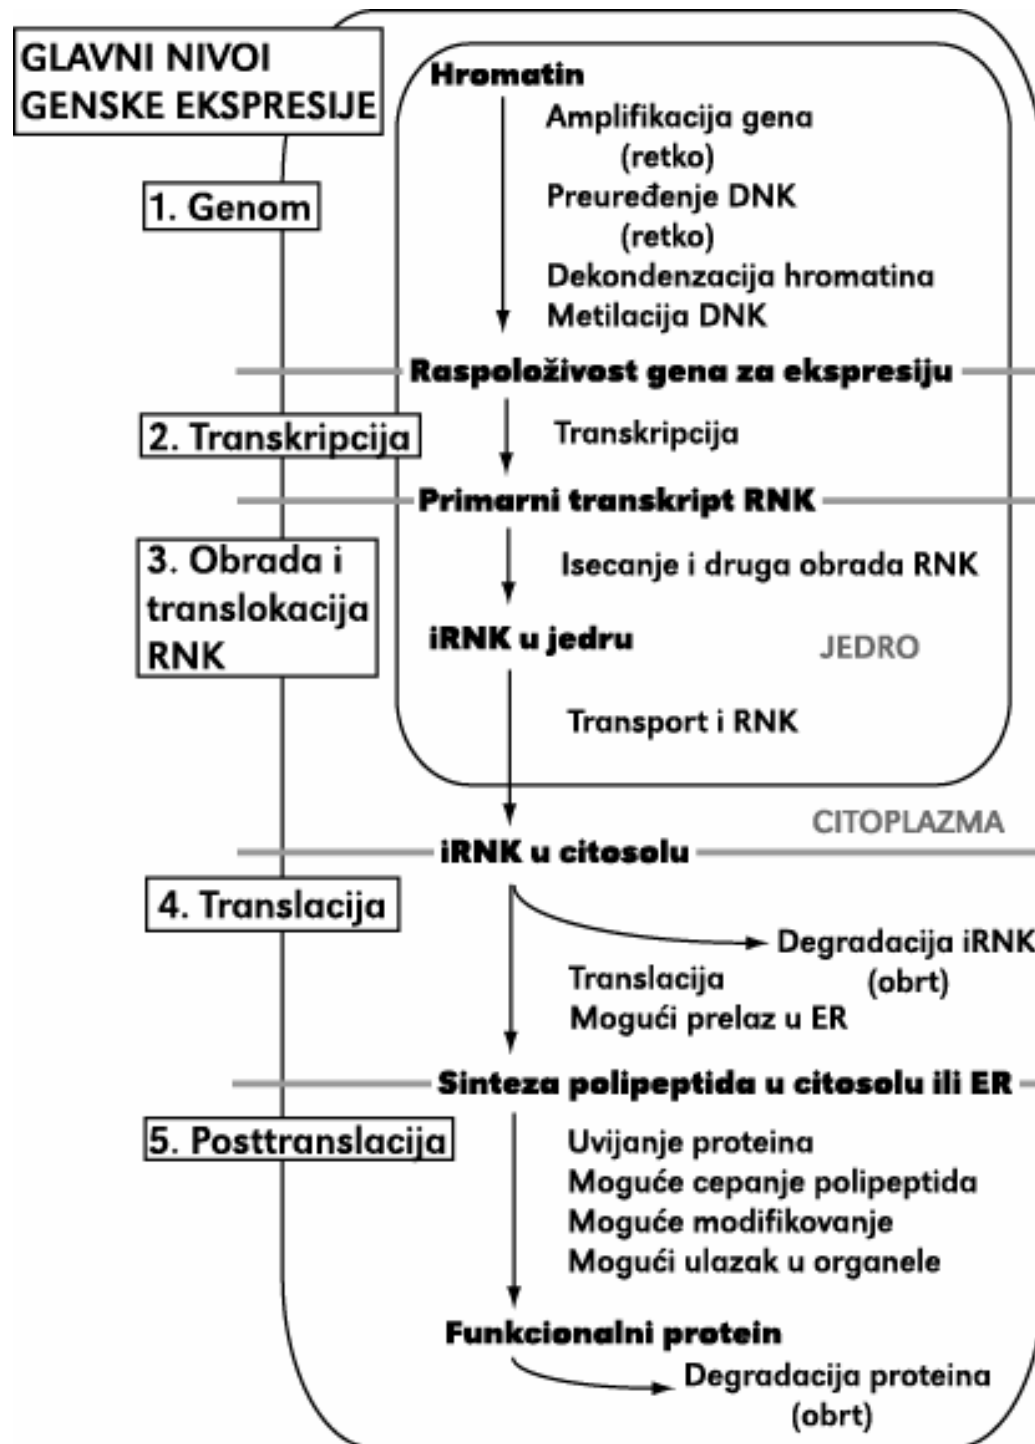 GLAVNI NIVOI
GENSKE EKSPRESIJE
Hromatin
Amplifikacija gena
(retko)
1. Genom
Preuređenje DNK
(retko)
Dekondenzacija hromatina
Metilacija DNK
Raspoloživost gena za ekspresiju
2. Transkripcija
Transkripcija
Primarni transkript RNK
3. Obrada i
translokacija
RNK
Isecanje i druga obrada RNK
iRNK u jedru
JEDRO
Transport i RNK
CITOPLAZMA
iRNK u citosolu
4. Translacija
Degradacija iRNK
(obrt)
Translacija
Mogući prelaz u ER
Sinteza polipeptida u citosolu ili ER
5. Posttranslacija
Uvijanje proteina
Moguće cepanje polipeptida
Moguće modifikovanje
Mogući ulazak u organele
Funkcionalni protein
Degradacija proteina
(obrt)